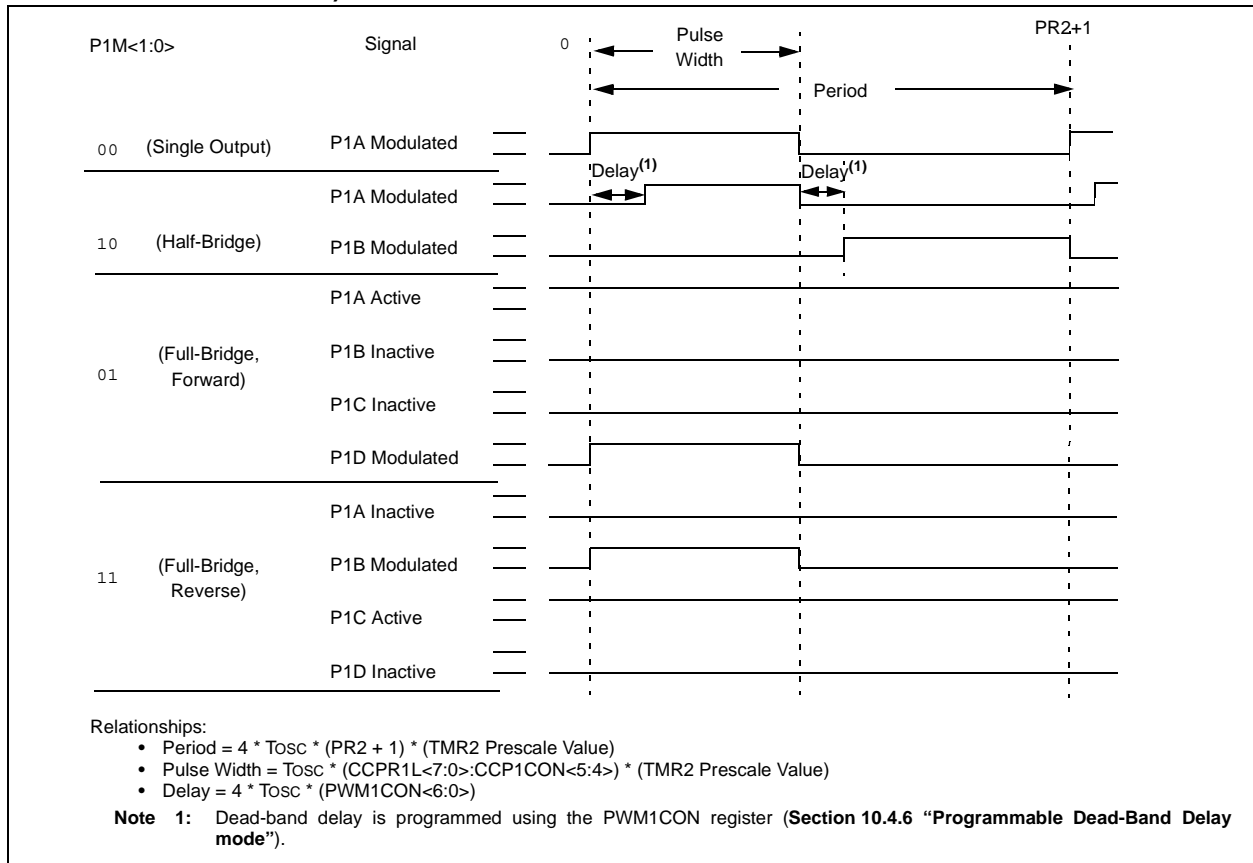 P1M<1:0> Signal 0 Pulse Width PR2+1
Period
00 (Single Output) P1A Modulated
Delay(1) Delay(1)
P1A Modulated
10 (Half-Bridge) P1B Modulated
P1A Active
01 (Full-Bridge, Forward) P1B Inactive
P1C Inactive
P1D Modulated
P1A Inactive
11 (Full-Bridge, Reverse) P1B Modulated
P1C Active
P1D Inactive
Relationships:
• Period = 4 * TOSC * (PR2 + 1) * (TMR2 Prescale Value)
• Pulse Width = TOSC * (CCPR1L<7:0>:CCP1CON<5:4>) * (TMR2 Prescale Value)
• Delay = 4 * TOSC * (PWM1CON<6:0>)
Note 1: Dead-band delay is programmed using the PWM1CON register (Section 10.4.6 “Programmable Dead-Band Delay
mode”).